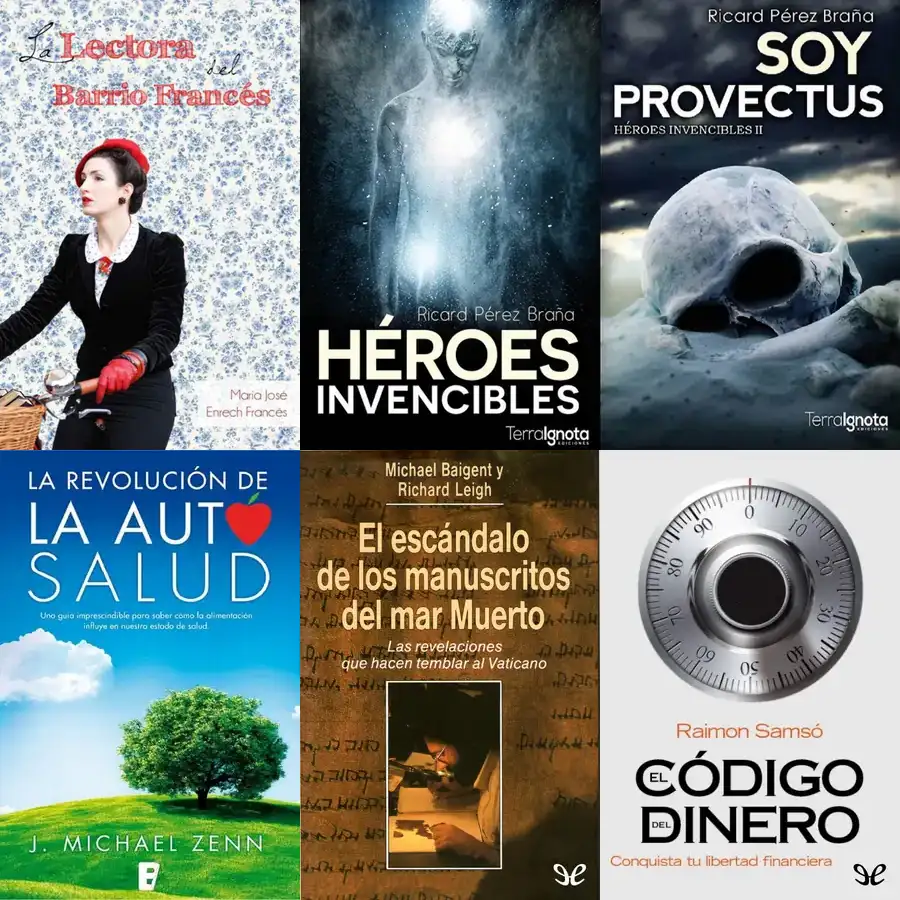 La Lectora
del
Barrio Francés
María José
Enrech Francés
Ricard Pérez Braña
HÉROES
INVENCIBLES
TerraIgnota
EDICIONES
Ricard Pérez Braña
SOY
PROVECTUS
HÉROES INVENCIBLES II
TerraIgnota
EDICIONES
LA REVOLUCIÓN DE
LA AUTO
SALUD
Una guía imprescindible para saber cómo la alimentación
influye en nuestro estado de salud.
J. MICHAEL ZENN
B
Michael Baigent y
Richard Leigh
El escándalo
de los manuscritos
del mar Muerto
Las revelaciones
que hacen temblar al Vaticano
0
10
20
30
40
50
60
70
80
90
Raimon Samsó
EL CÓDIGO
DEL DINERO
Conquista tu libertad financiera